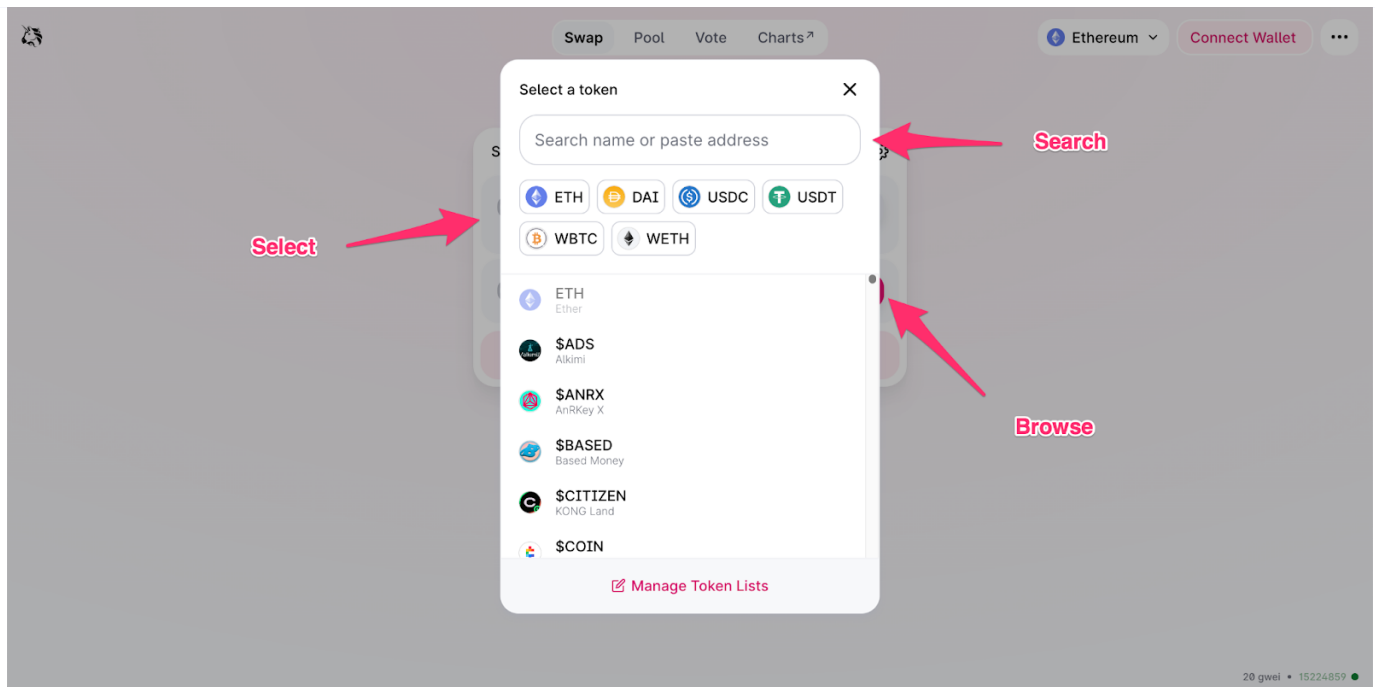 Swap Pool Vote Charts↗ Ethereum Connect Wallet
Select a token
Search name or paste address
Search
ETH DAI USDC USDT
WBTC WETH
Select
ETH
Ether
$ADS
Alkimi
$ANRX
AnRKey X
Browse
$BASED
Based Money
$CITIZEN
KONG Land
$COIN
Manage Token Lists
20 gwei • 15224859